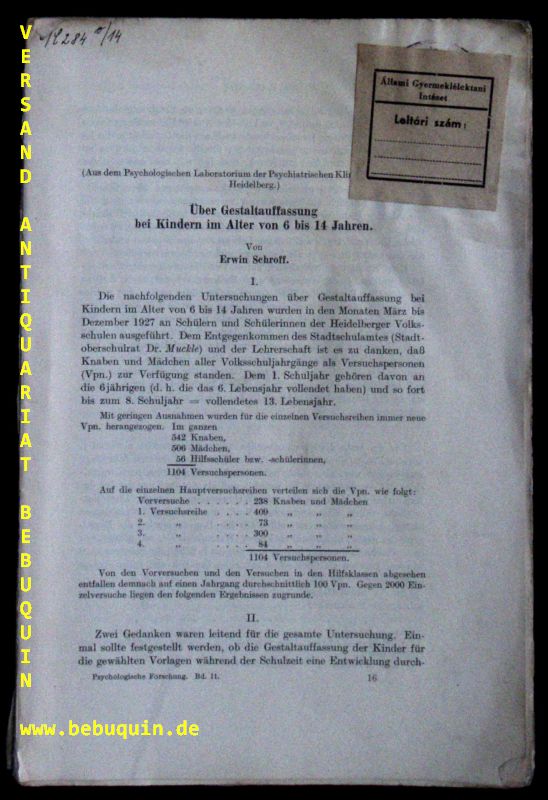 VERSAND ANTIQUARIAT BEBUQUIN
Állami Gyermeklélektani
Intézet
Leltári szám:
(Aus dem Psychologischen Laboratorium der Psychiatrischen
Heidelberg.)
Über Gestaltauffassung
bei Kindern im Alter von 6 bis 14 Jahren.
Von
Erwin Schroff.
I.
Die nachfolgenden Untersuchungen über Gestaltauffassung bei
Kindern im Alter von 6 bis 14 Jahren wurden in den Monaten März bis
Dezember 1927 an Schülern und Schülerinnen der Heidelberger Volks-
schulen ausgeführt. Dem Entgegenkommen des Stadtschulamtes (Stadt-
oberschulrat Dr. Muckle) und der Lehrerschaft ist es zu danken, daß
Knaben und Mädchen aller Volksschuljahrgänge als Versuchspersonen
(Vpn.) zur Verfügung standen. Dem 1. Schuljahr gehören davon an
die 6jährigen (d. h. die das 6. Lebensjahr vollendet haben) und so fort
bis zum 8. Schuljahr = vollendetes 13. Lebensjahr.
Mit geringen Ausnahmen wurden für die einzelnen Versuchsreihen immer neue
Vpn. herangezogen. Im ganzen
542 Knaben,
506 Mädchen,
56 Hilfsschüler bzw. -schülerinnen,
1104 Versuchspersonen.
Auf die einzelnen Hauptversuchsreihen verteilen sich die Vpn. wie folgt:
Vorversuche . . . . . . 238 Knaben und Mädchen
1. Versuchsreihe . . . . 409 „ „ „
2. „ . . . . 73 „ „ „
3. „ . . . . 300 „ „ „
4. „ . . . . 84 „ „ „
1104 Versuchspersonen.
Von den Vorversuchen und den Versuchen in den Hilfsklassen abgesehen
entfallen demnach auf einen Jahrgang durchschnittlich 100 Vpn. Gegen 2000 Ein-
zelversuche liegen den folgenden Ergebnissen zugrunde.
II.
Zwei Gedanken waren leitend für die gesamte Untersuchung. Ein-
mal sollte festgestellt werden, ob die Gestaltauffassung der Kinder für
die gewählten Vorlagen während der Schulzeit eine Entwicklung durch-
Psychologische Forschung. Bd. 11. 16
www.bebuquin.de